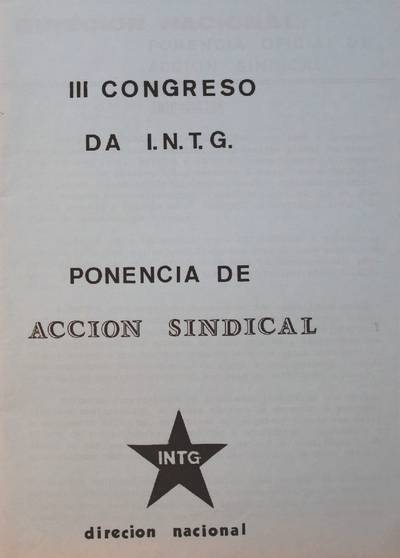 III CONGRESO
DA I.N.T.G.
PONENCIA DE
ACCION SINDICAL
INTG
direcion nacional